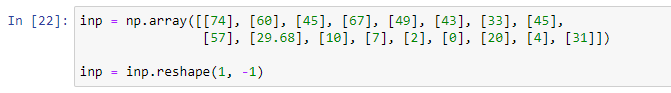 In [22]: inp = np.array([[74], [60], [45], [67], [49], [43], [33], [45],
[57], [29.68], [10], [7], [2], [0], [20], [4], [31]])
inp = inp.reshape(1, -1)